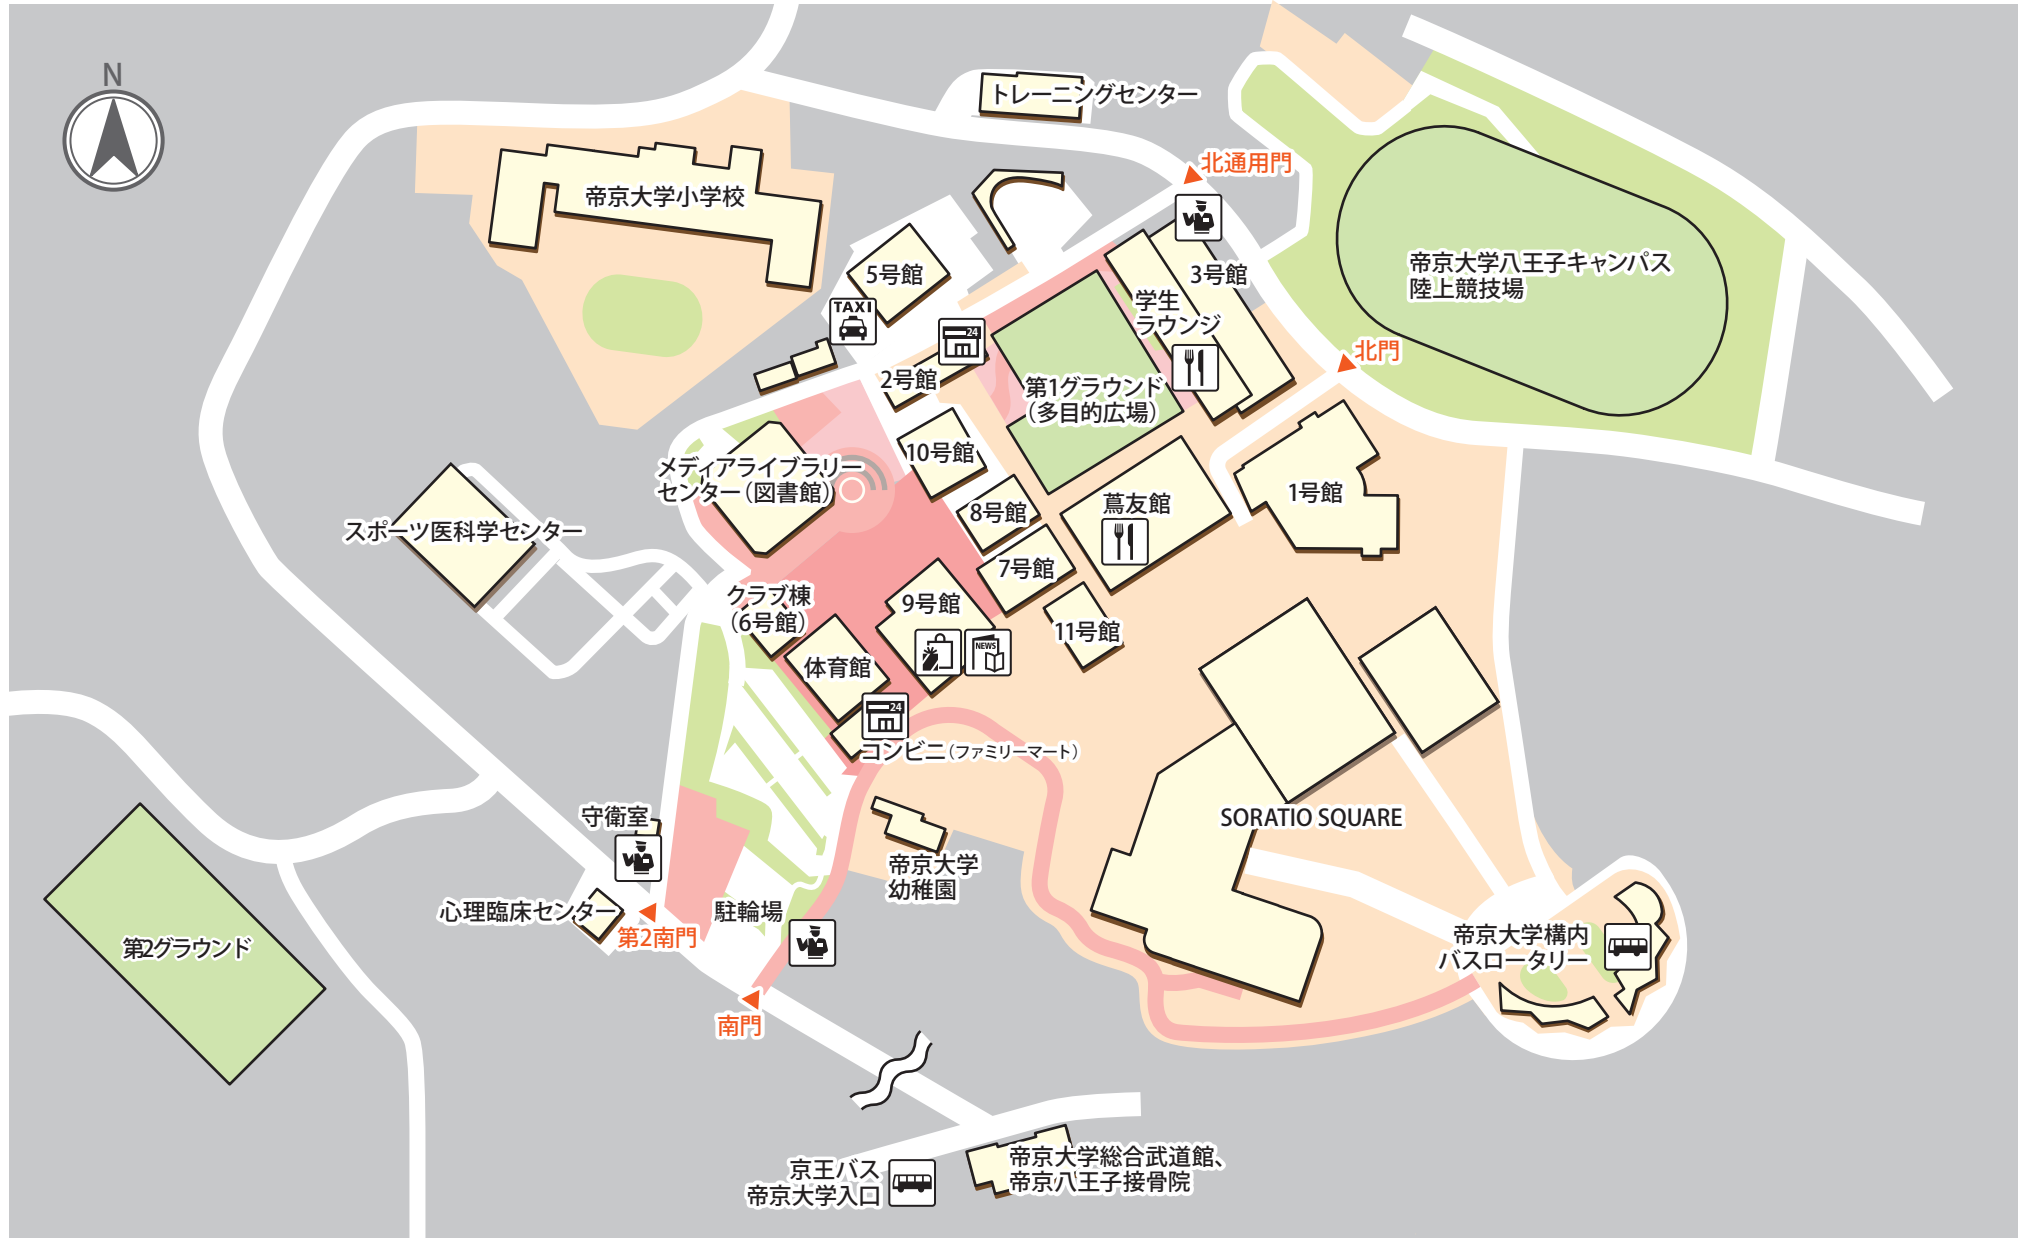 N
トレーニングセンター
北通用門
帝京大学小学校
5号館
3号館
帝京大学八王子キャンパス
陸上競技場
TAXI
学生
ラウンジ
24
北門
2号館
第1グラウンド
（多目的広場）
10号館
メディアライブラリー
センター（図書館）
1号館
蔦友館
8号館
スポーツ医科学センター
7号館
クラブ棟
（6号館）
9号館
11号館
NEWS
体育館
24
コンビニ（ファミリーマート）
守衛室
SORATIO SQUARE
帝京大学
幼稚園
心理臨床センター
駐輪場
第2南門
第2グラウンド
帝京大学構内
バスロータリー
南門
京王バス
帝京大学入口
帝京大学総合武道館、
帝京八王子接骨院